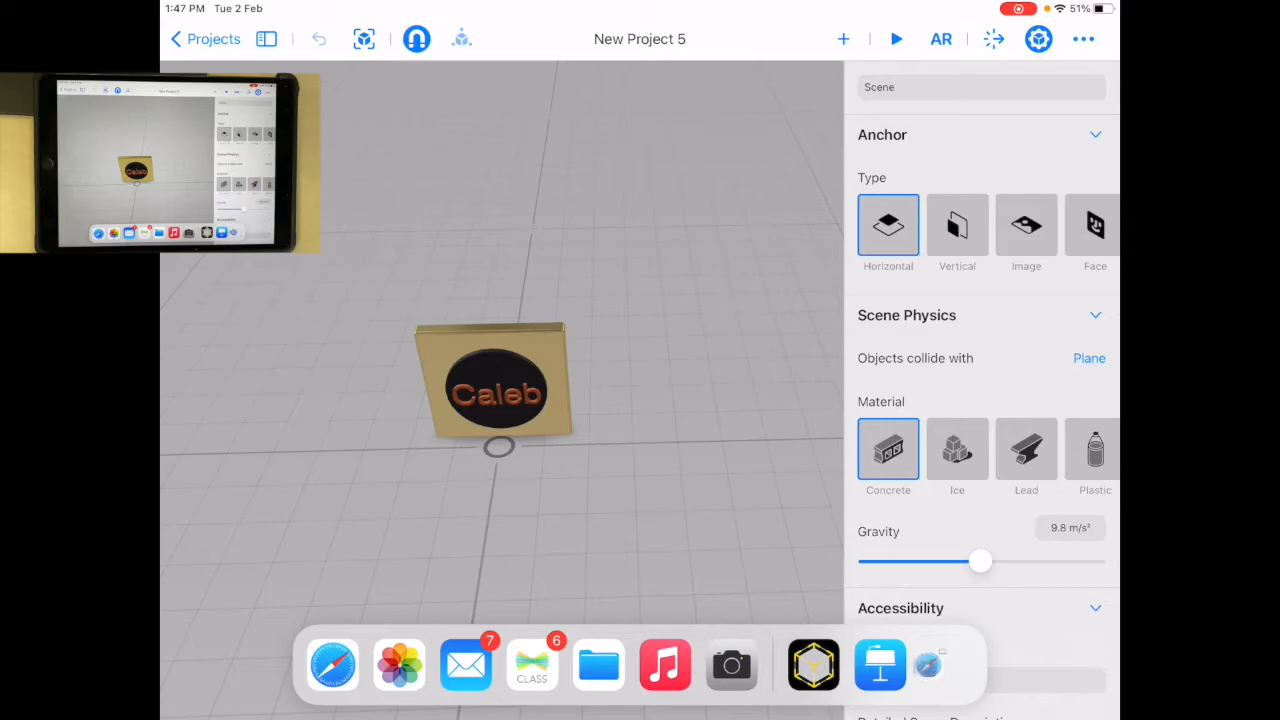 1:47 PM Tue 2 Feb
51%
Projects
New Project 5
AR
Scene
Anchor
Type
Horizontal
Vertical
Image
Face
Scene Physics
Objects collide with
Plane
Material
Concrete
Ice
Lead
Plastic
Gravity
9.8 m/s²
Accessibility
Caleb
Caleb
7
6
CLASS